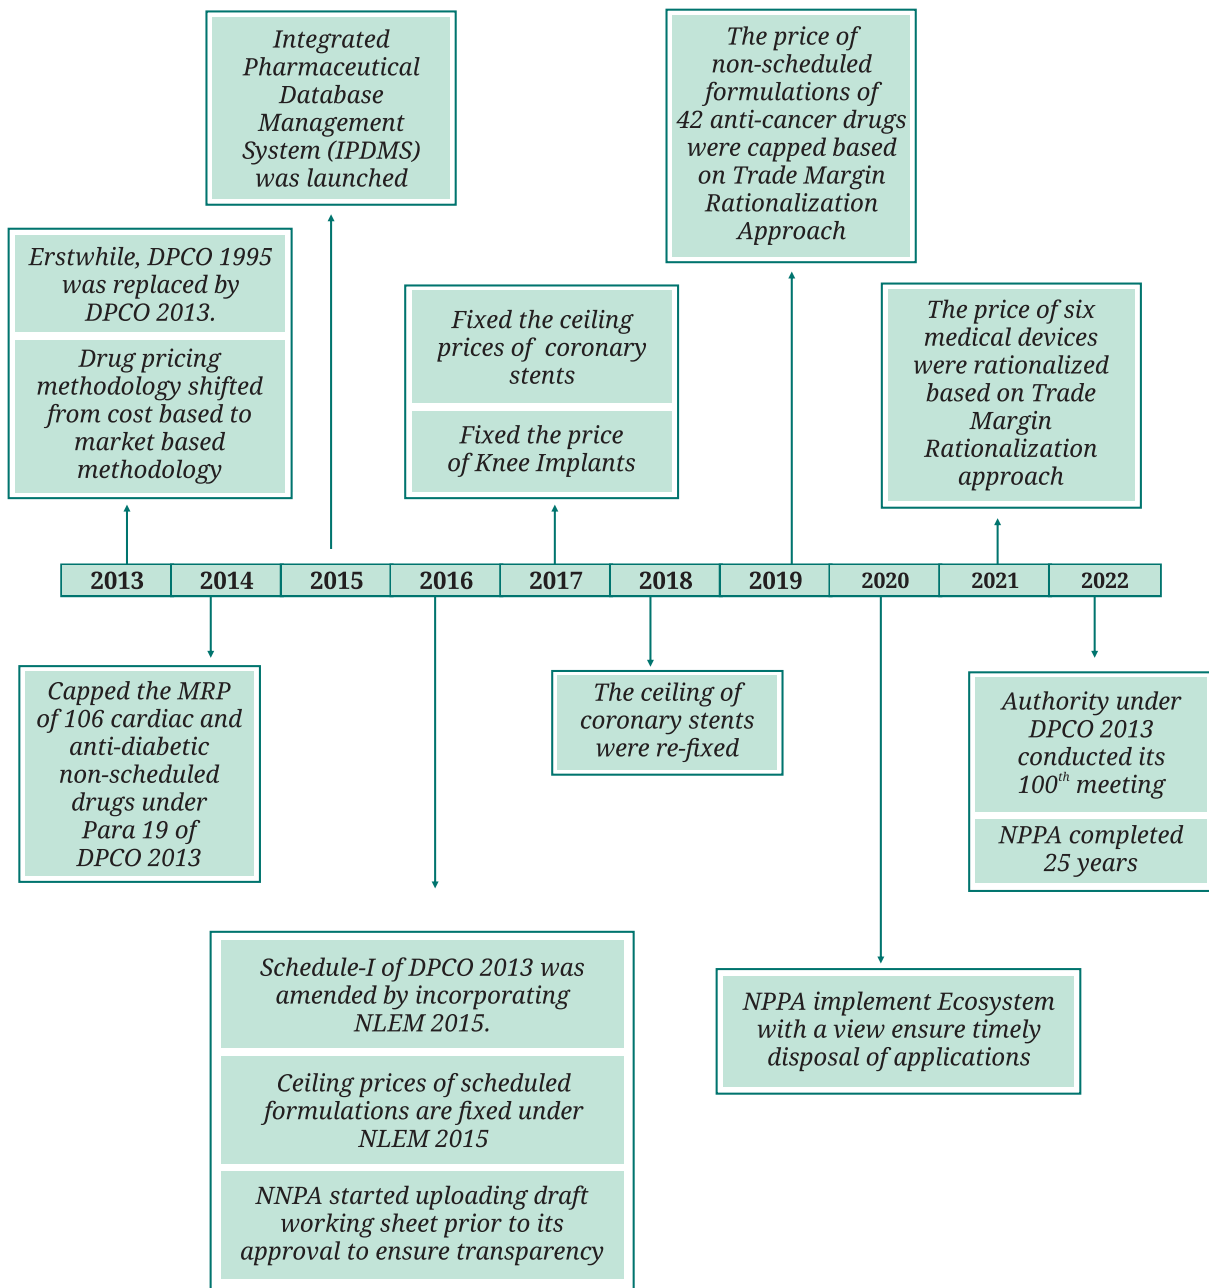 Integrated
Pharmaceutical
Database
Management
System (IPDMS)
was launched
The price of
non-scheduled
formulations of
42 anti-cancer drugs
were capped based
on Trade Margin
Rationalization
Approach
Erstwhile, DPCO 1995
was replaced by
DPCO 2013.
Drug pricing
methodology shifted
from cost based to
market based
methodology
Fixed the ceiling
prices of coronary
stents
Fixed the price
of Knee Implants
The price of six
medical devices
were rationalized
based on Trade
Margin
Rationalization
approach
2013 2014 2015 2016 2017 2018 2019 2020 2021 2022
Capped the MRP
of 106 cardiac and
anti-diabetic
non-scheduled
drugs under
Para 19 of
DPCO 2013
The ceiling of
coronary stents
were re-fixed
Authority under
DPCO 2013
conducted its
100th meeting
NPPA completed
25 years
Schedule-I of DPCO 2013 was
amended by incorporating
NLEM 2015.
Ceiling prices of scheduled
formulations are fixed under
NLEM 2015
NNPA started uploading draft
working sheet prior to its
approval to ensure transparency
NPPA implement Ecosystem
with a view ensure timely
disposal of applications